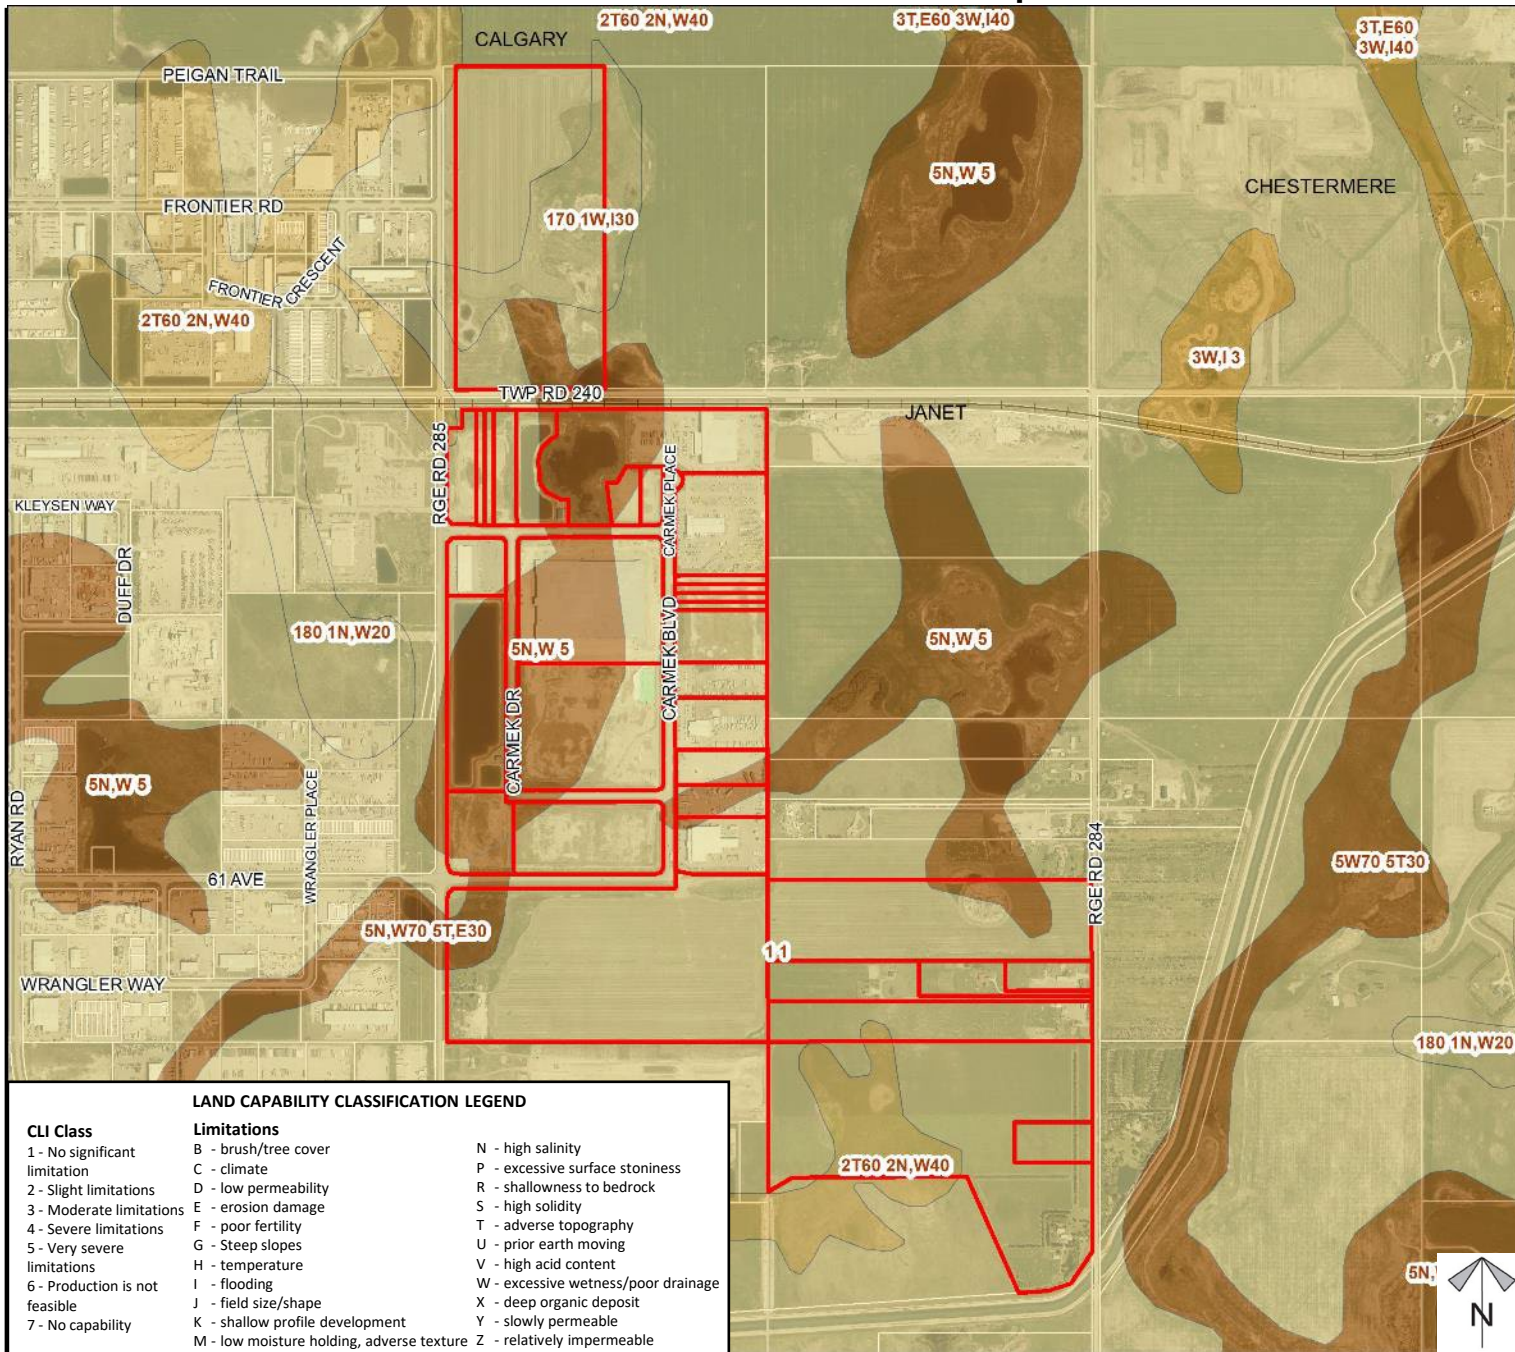 2T60 2N,W40
3T,E60 3W,I40
3T,E60
3W,I40
CALGARY
PEIGAN TRAIL
5N,W 5
CHESTERMERE
FRONTIER RD
170 1W,I30
FRONTIER CRESCENT
2T60 2N,W40
3W,I 3
TWP RD 240
JANET
RGE RD 285
CARMEK PLACE
KLEYSEN WAY
DUFF DR
180 1N,W20
5N,W 5
5N,W 5
CARMEK BLVD
CARMEK DR
5N,W 5
RYAN RD
WRANGLER PLACE
61 AVE
RGE RD 284
5W70 5T30
5N,W70 5T,E30
11
WRANGLER WAY
180 1N,W20
2T60 2N,W40
5N,
N
LAND CAPABILITY CLASSIFICATION LEGEND
CLI Class
1 - No significant
limitation
2 - Slight limitations
3 - Moderate limitations
4 - Severe limitations
5 - Very severe
limitations
6 - Production is not
feasible
7 - No capability
Limitations
B - brush/tree cover
C - climate
D - low permeability
E - erosion damage
F - poor fertility
G - Steep slopes
H - temperature
I - flooding
J - field size/shape
K - shallow profile development
M - low moisture holding, adverse texture
N - high salinity
P - excessive surface stoniness
R - shallowness to bedrock
S - high solidity
T - adverse topography
U - prior earth moving
V - high acid content
W - excessive wetness/poor drainage
X - deep organic deposit
Y - slowly permeable
Z - relatively impermeable